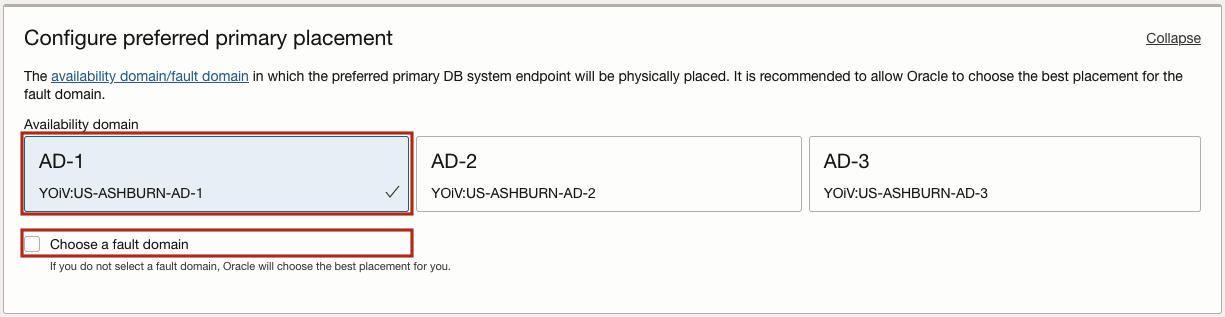 Configure preferred primary placement
Collapse
The availability domain/fault domain in which the preferred primary DB system endpoint will be physically placed. It is recommended to allow Oracle to choose the best placement for the
fault domain.
Availability domain
AD-1
YOiV:US-ASHBURN-AD-1
AD-2
YOiV:US-ASHBURN-AD-2
AD-3
YOiV:US-ASHBURN-AD-3
Choose a fault domain
If you do not select a fault domain, Oracle will choose the best placement for you.